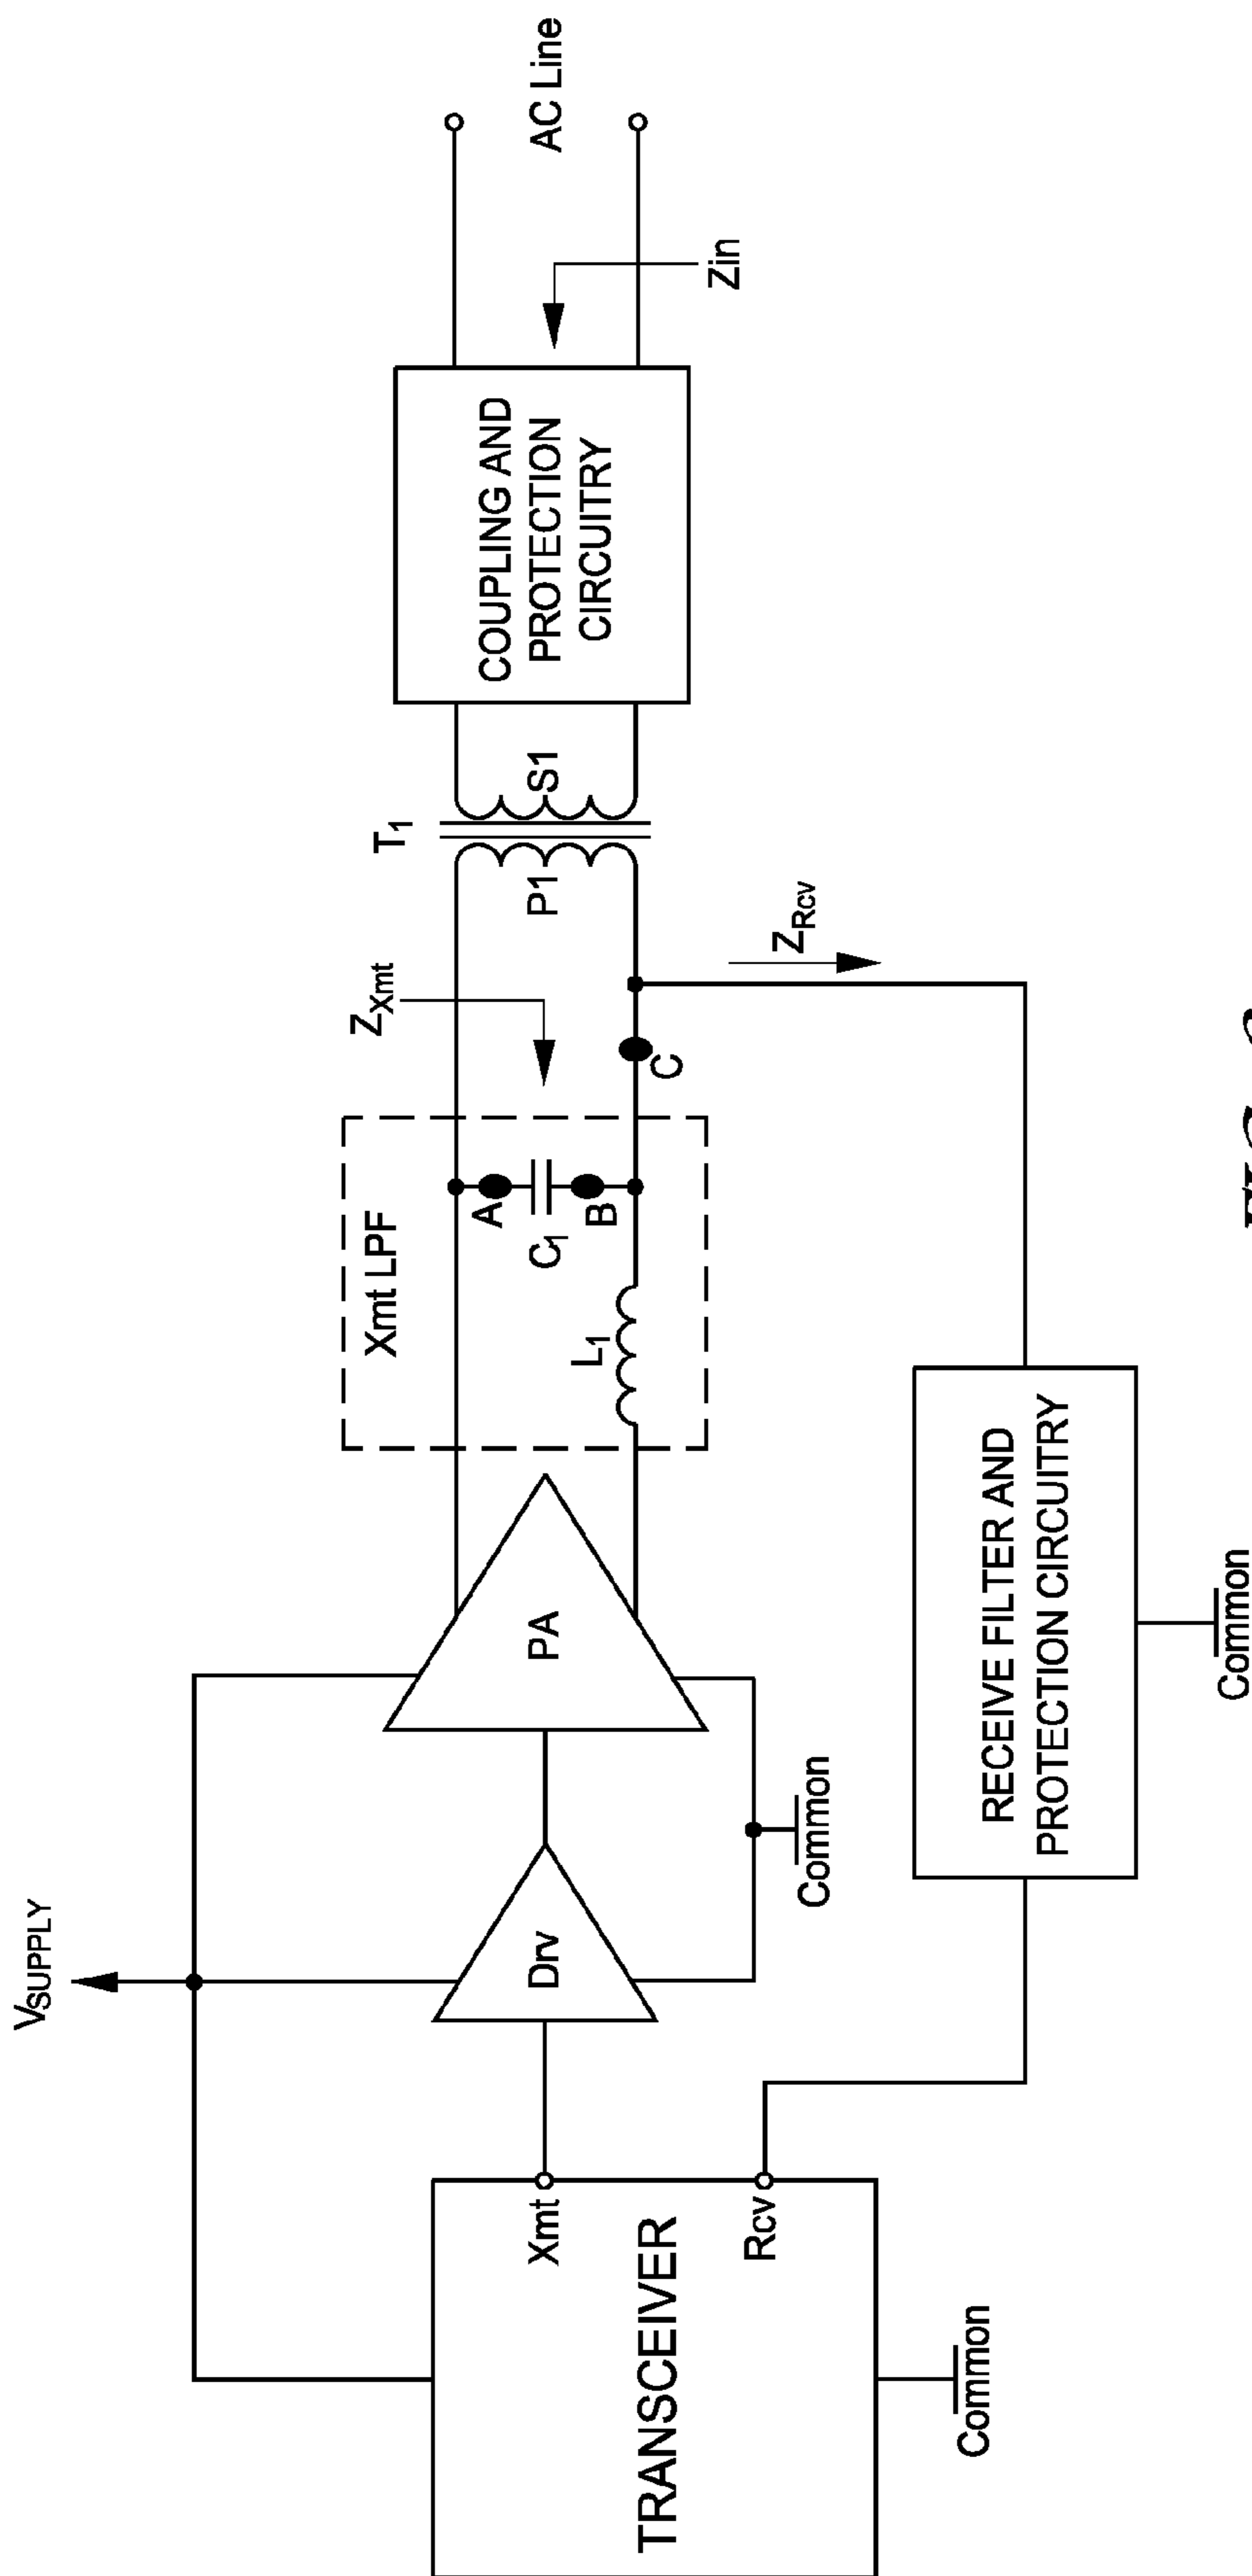 VSUPPLY
TRANSCEIVER
Xmt
Rcv
Common
Drv
PA
Common
Xmt LPF
L1
C1
A
B
C
ZXmt
ZRcv
T1
P1
S1
COUPLING AND
PROTECTION
CIRCUITRY
Zin
AC Line
RECEIVE FILTER AND
PROTECTION CIRCUITRY
Common